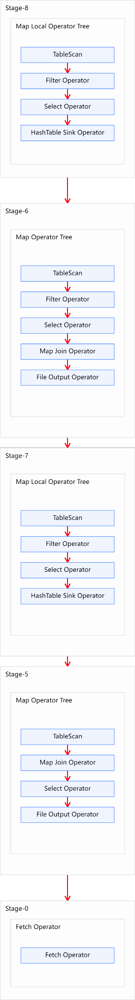 Stage-8
Map Local Operator Tree
TableScan
Filter Operator
Select Operator
HashTable Sink Operator
Stage-6
Map Operator Tree
TableScan
Filter Operator
Select Operator
Map Join Operator
File Output Operator
Stage-7
Map Local Operator Tree
TableScan
Filter Operator
Select Operator
HashTable Sink Operator
Stage-5
Map Operator Tree
TableScan
Map Join Operator
Select Operator
File Output Operator
Stage-0
Fetch Operator
Fetch Operator